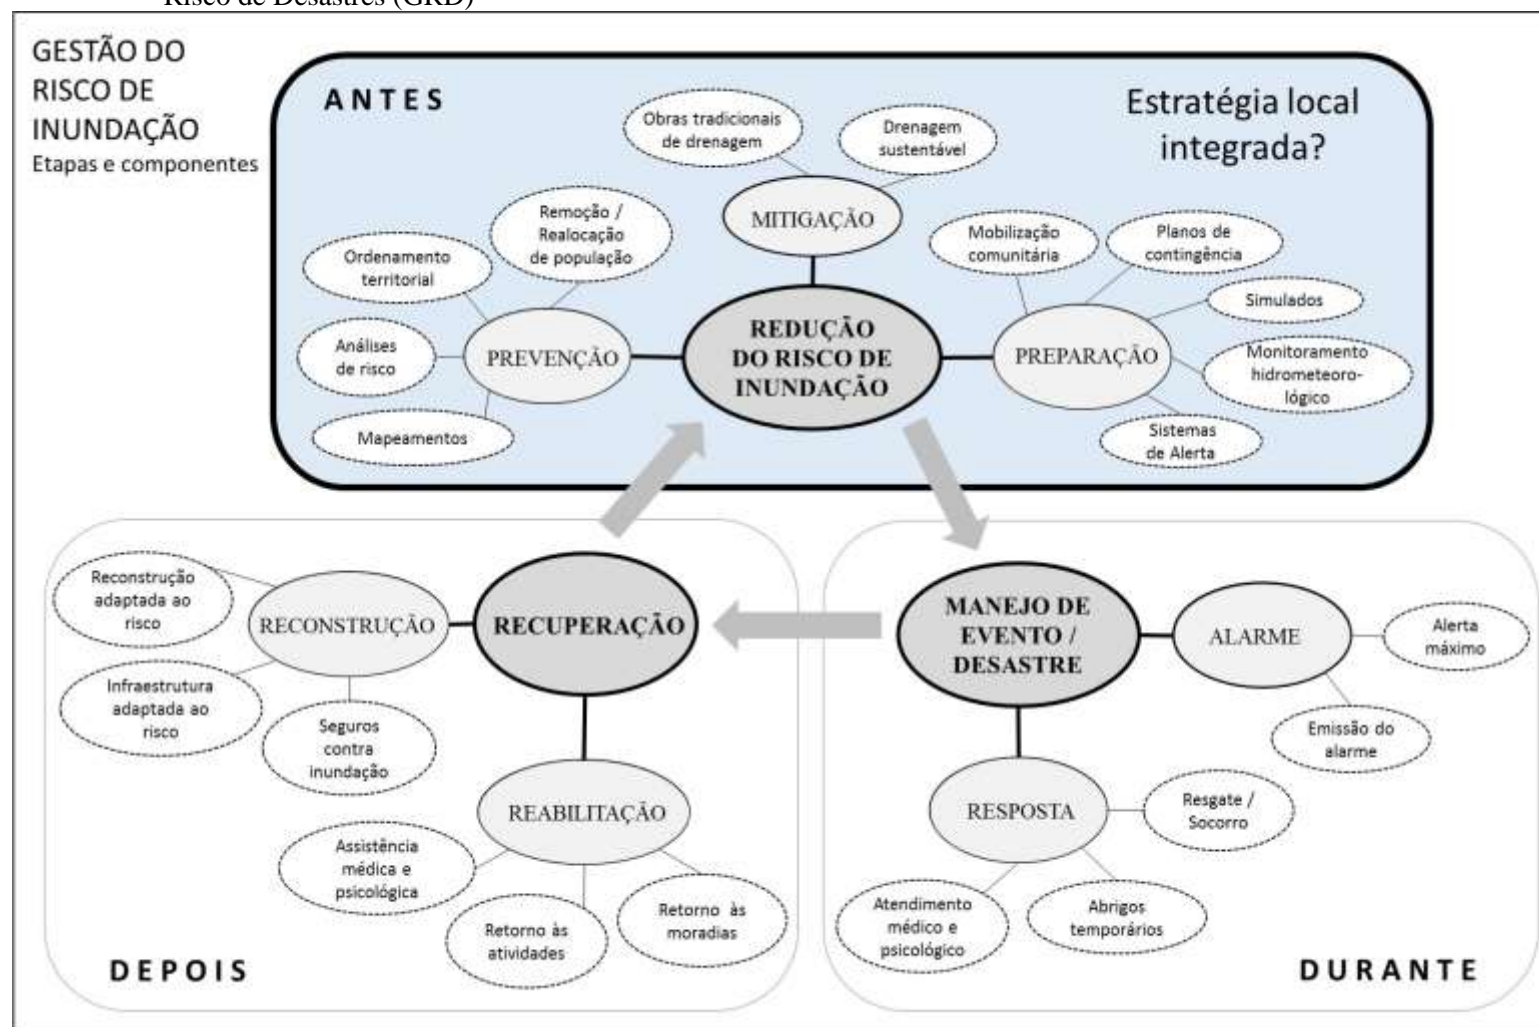 Risco de Desastres (GRD)
GESTÃO DO
RISCO DE
INUNDAÇÃO
Etapas e componentes
ANTES
Estratégia local
integrada?
Obras tradicionais
de drenagem
Drenagem
sustentável
MITIGAÇÃO
Remoção /
Realocação
de população
Ordenamento
territorial
Análises
de risco
Mapeamentos
PREVENÇÃO
REDUÇÃO
DO RISCO DE
INUNDAÇÃO
Mobilização
comunitária
Planos de
contingência
Simulados
PREPARAÇÃO
Monitoramento
hidrometeoro-
lógico
Sistemas
de Alerta
Reconstrução
adaptada ao
risco
RECONSTRUÇÃO
RECUPERAÇÃO
Infraestrutura
adaptada ao
risco
Seguros
contra
inundação
REABILITAÇÃO
Assistência
médica e
psicológica
Retorno às
atividades
Retorno às
moradias
DEPOIS
MANEJO DE
EVENTO /
DESASTRE
ALARME
Alerta
máximo
Emissão do
alarme
RESPOSTA
Resgate /
Socorro
Atendimento
médico e
psicológico
Abrigos
temporários
DURANTE